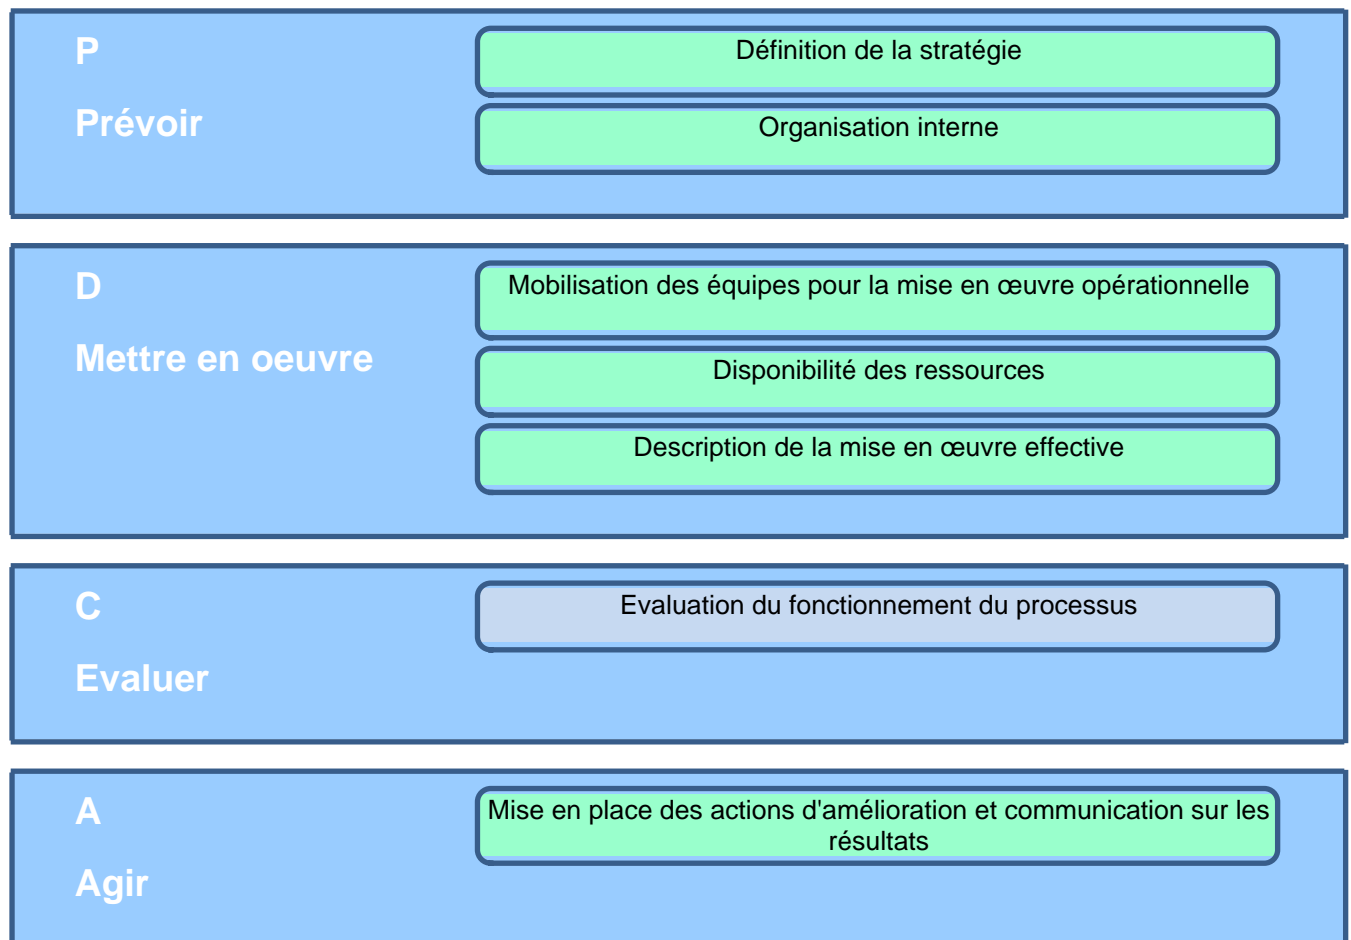 P
Prévoir
Définition de la stratégie
Organisation interne
D
Mettre en oeuvre
Mobilisation des équipes pour la mise en œuvre opérationnelle
Disponibilité des ressources
Description de la mise en œuvre effective
C
Evaluer
Evaluation du fonctionnement du processus
A
Agir
Mise en place des actions d'amélioration et communication sur les
résultats